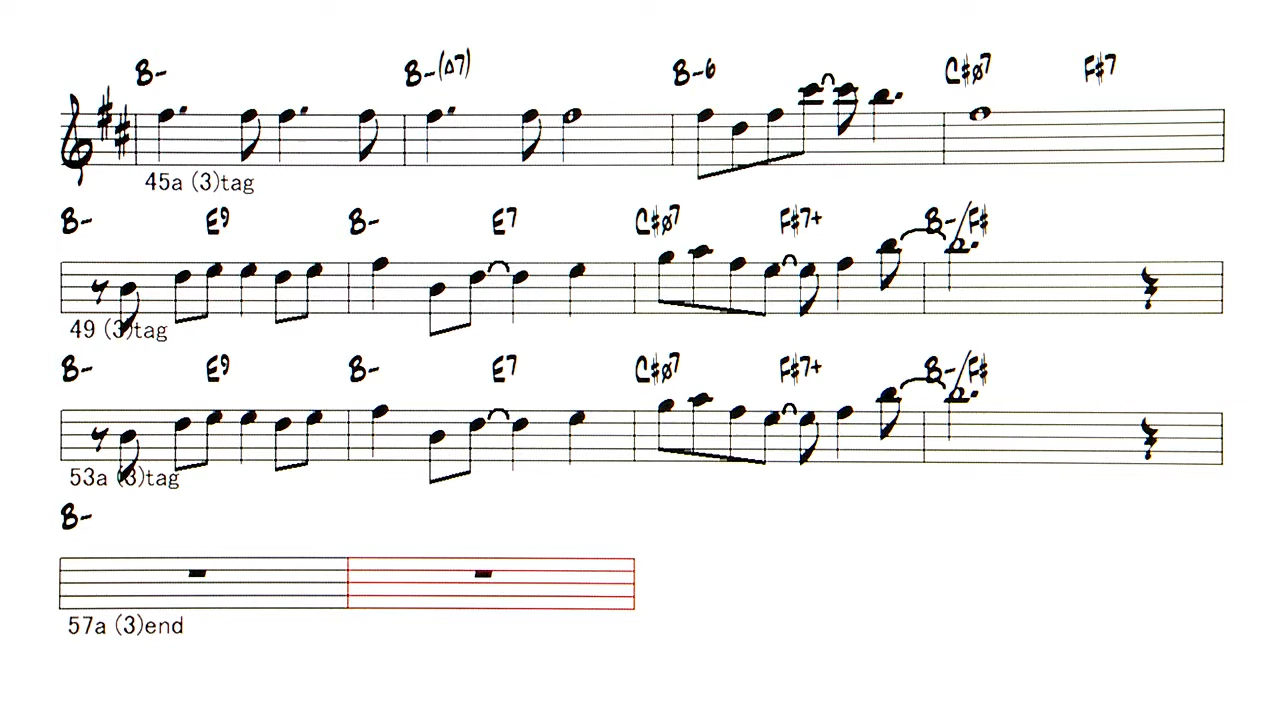 B- B-(Δ7) B-6 C#ø7 F#7
45a (3)tag
B- E9 B- E7 C#ø7 F#7+ B-/F#
49 (3)tag
B- E9 B- E7 C#ø7 F#7+ B-/F#
53a (3)tag
B-
57a (3)end